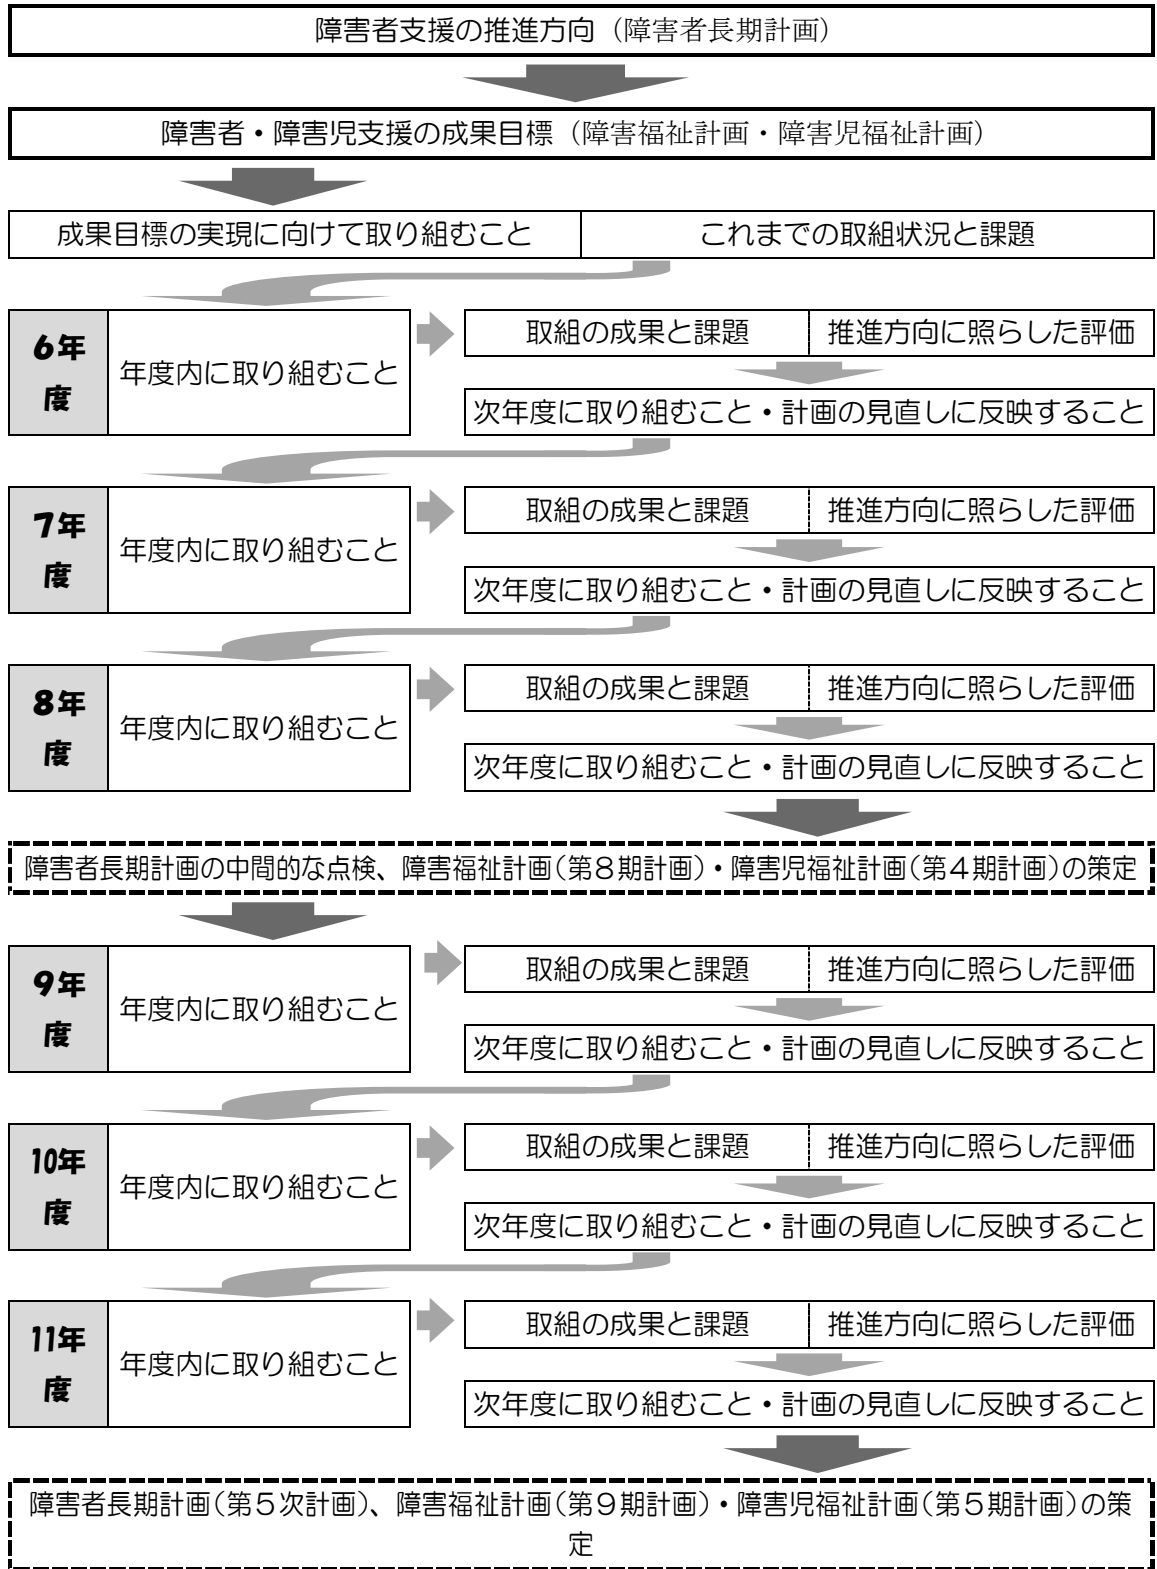 障害者支援の推進方向（障害者長期計画）
障害者・障害児支援の成果目標（障害福祉計画・障害児福祉計画）
成果目標の実現に向けて取り組むこと
これまでの取組状況と課題
6年
度
年度内に取り組むこと
取組の成果と課題
推進方向に照らした評価
次年度に取り組むこと・計画の見直しに反映すること
7年
度
年度内に取り組むこと
取組の成果と課題
推進方向に照らした評価
次年度に取り組むこと・計画の見直しに反映すること
8年
度
年度内に取り組むこと
取組の成果と課題
推進方向に照らした評価
次年度に取り組むこと・計画の見直しに反映すること
障害者長期計画の中間的な点検、障害福祉計画（第８期計画）・障害児福祉計画（第４期計画）の策定
9年
度
年度内に取り組むこと
取組の成果と課題
推進方向に照らした評価
次年度に取り組むこと・計画の見直しに反映すること
10年
度
年度内に取り組むこと
取組の成果と課題
推進方向に照らした評価
次年度に取り組むこと・計画の見直しに反映すること
11年
度
年度内に取り組むこと
取組の成果と課題
推進方向に照らした評価
次年度に取り組むこと・計画の見直しに反映すること
障害者長期計画（第５次計画）、障害福祉計画（第９期計画）・障害児福祉計画（第５期計画）の策
定